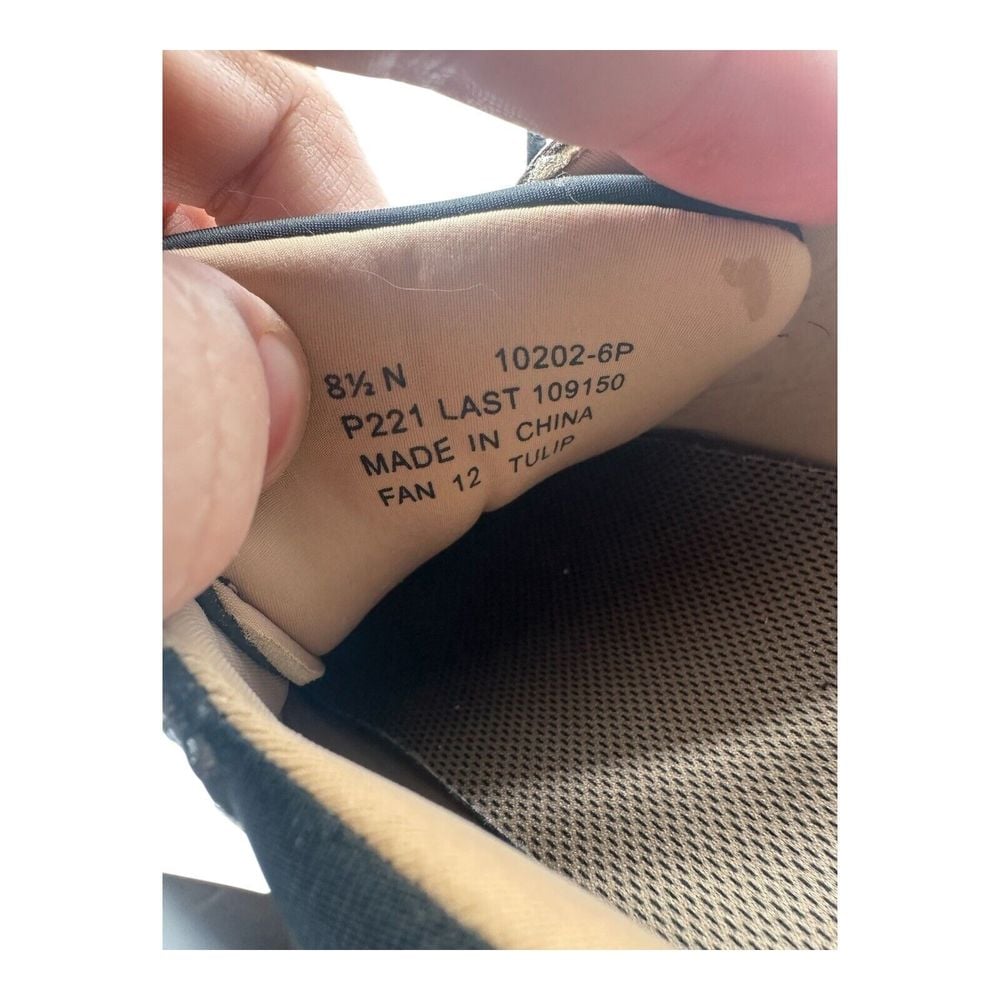 8½ N 10202-6P
P221 LAST 109150
MADE IN CHINA
FAN 12 TULIP